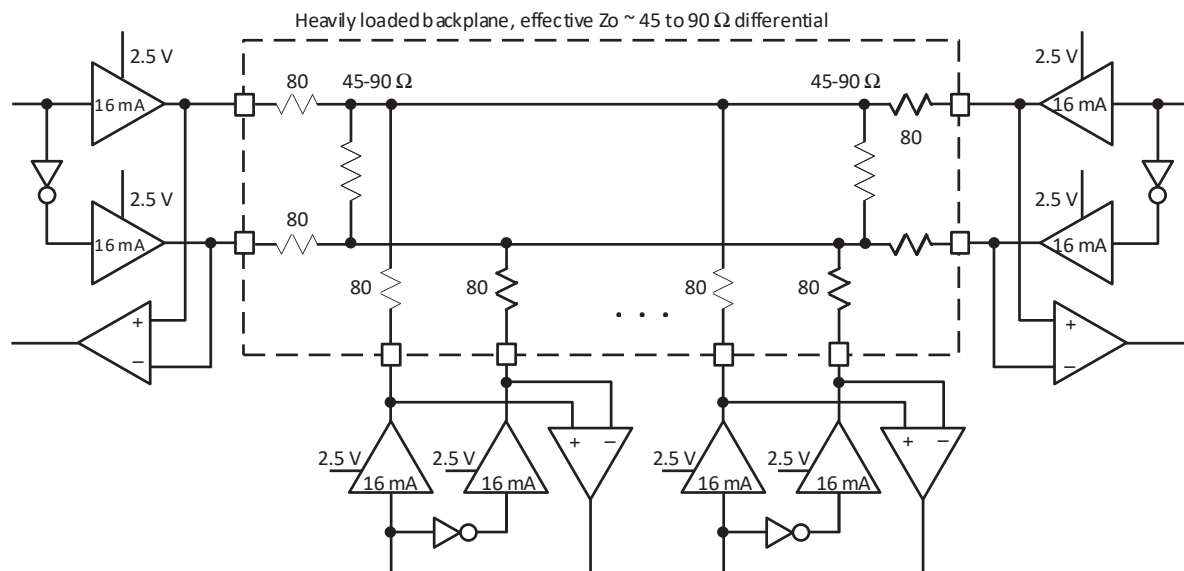 Heavily loaded backplane, effective Zo ~ 45 to 90 Ω differential
2.5 V
2.5 V
80
45-90 Ω
45-90 Ω
16 mA
16 mA
80
2.5 V
2.5 V
80
16 mA
16 mA
80
80
80
80
+
−
. . .
+
−
+
−
+
−
2.5 V
2.5 V
2.5 V
2.5 V
16 mA
16 mA
16 mA
16 mA